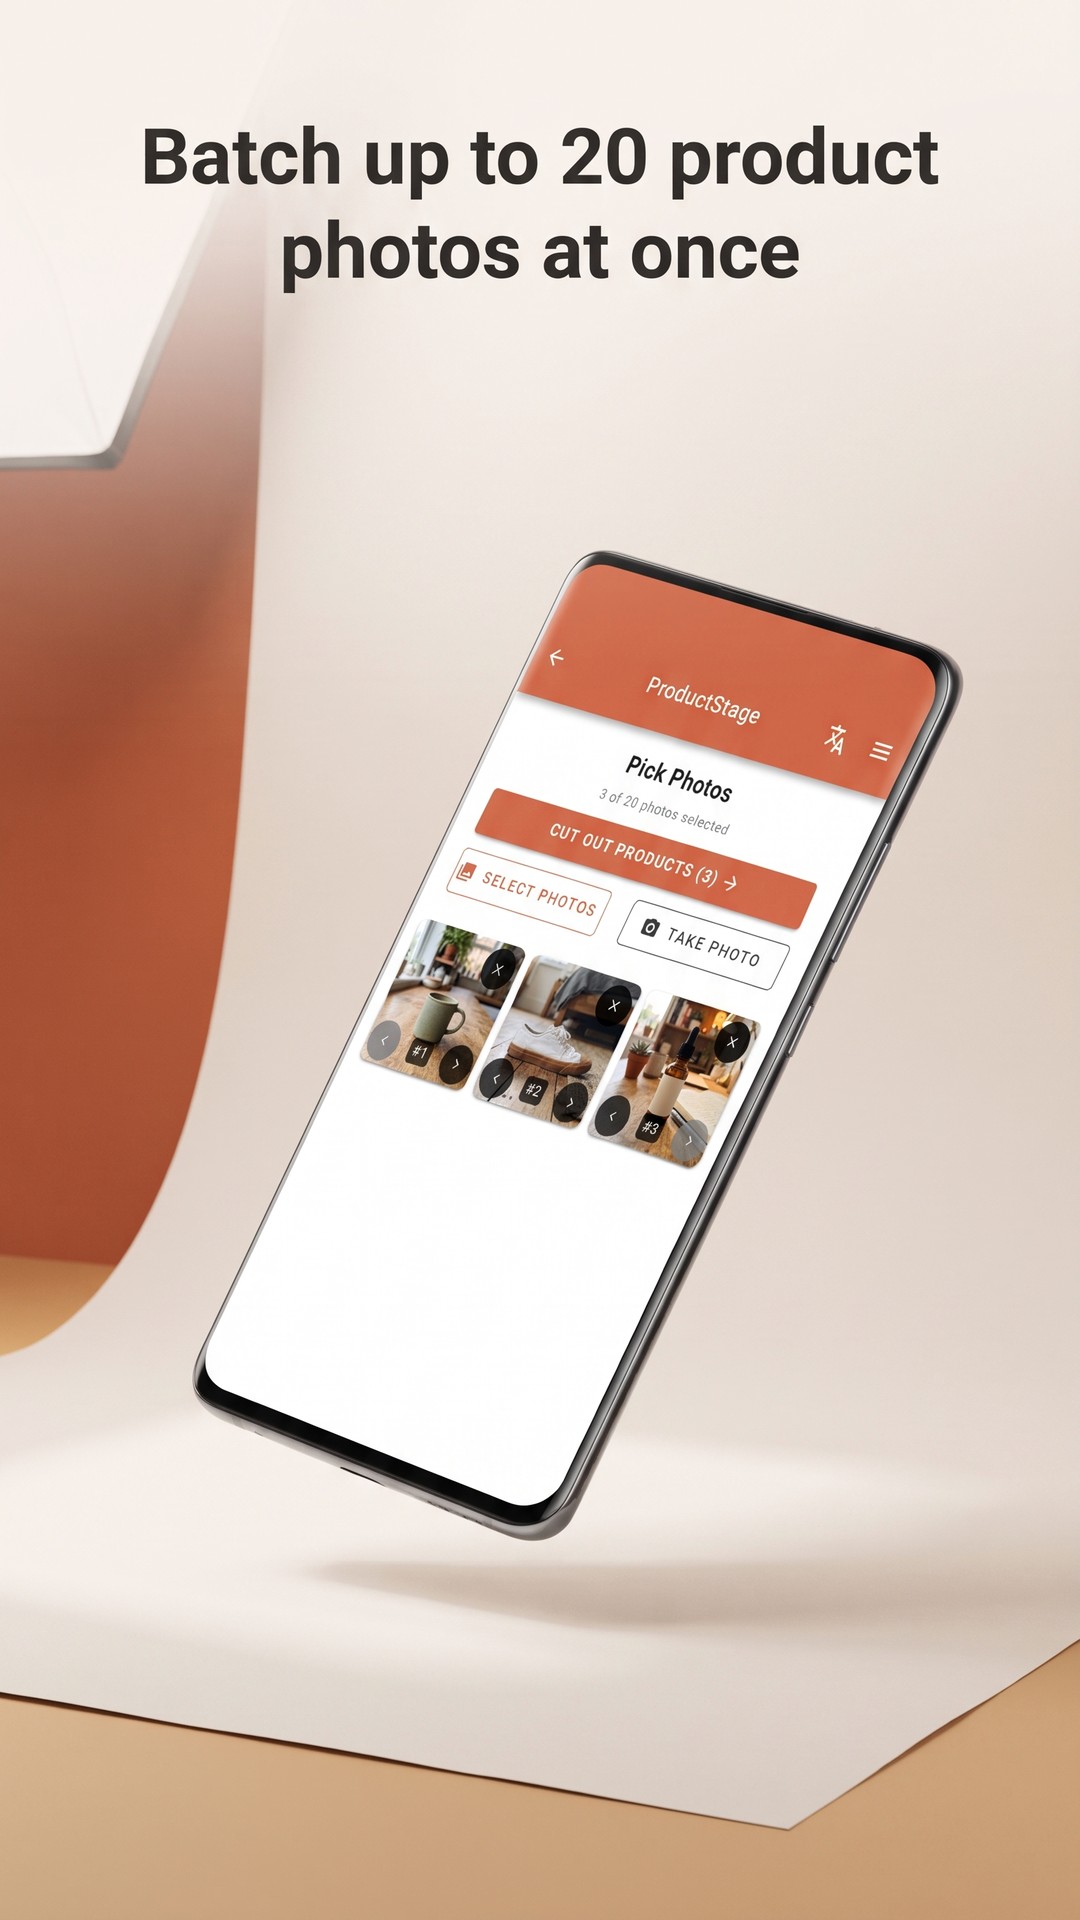 Batch up to 20 product
photos at once
ProductStage
Pick Photos
3 of 20 photos selected
CUT OUT PRODUCTS (3) →
SELECT PHOTOS
TAKE PHOTO
#1
#2
#3